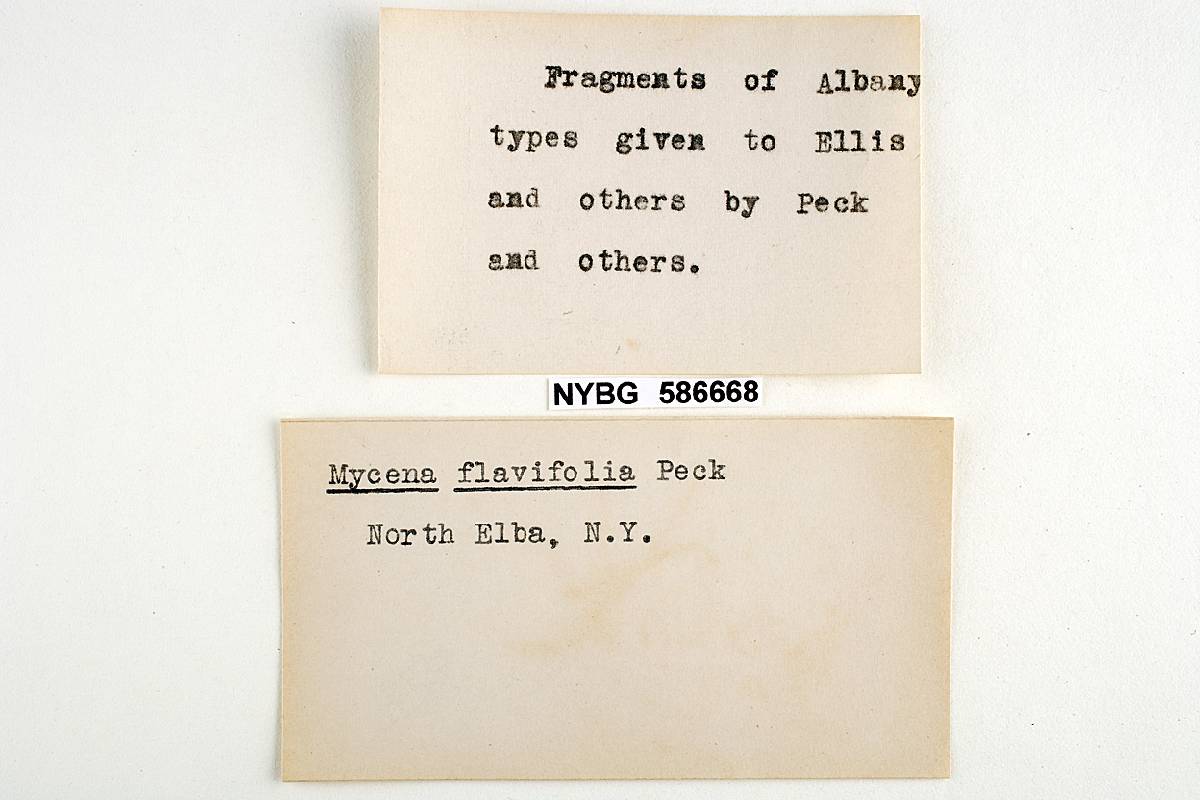 Fragments of Albany
types given to Ellis
and others by Peck
and others.
NYBG 586668
Mycena flavifolia Peck
North Elba, N.Y.